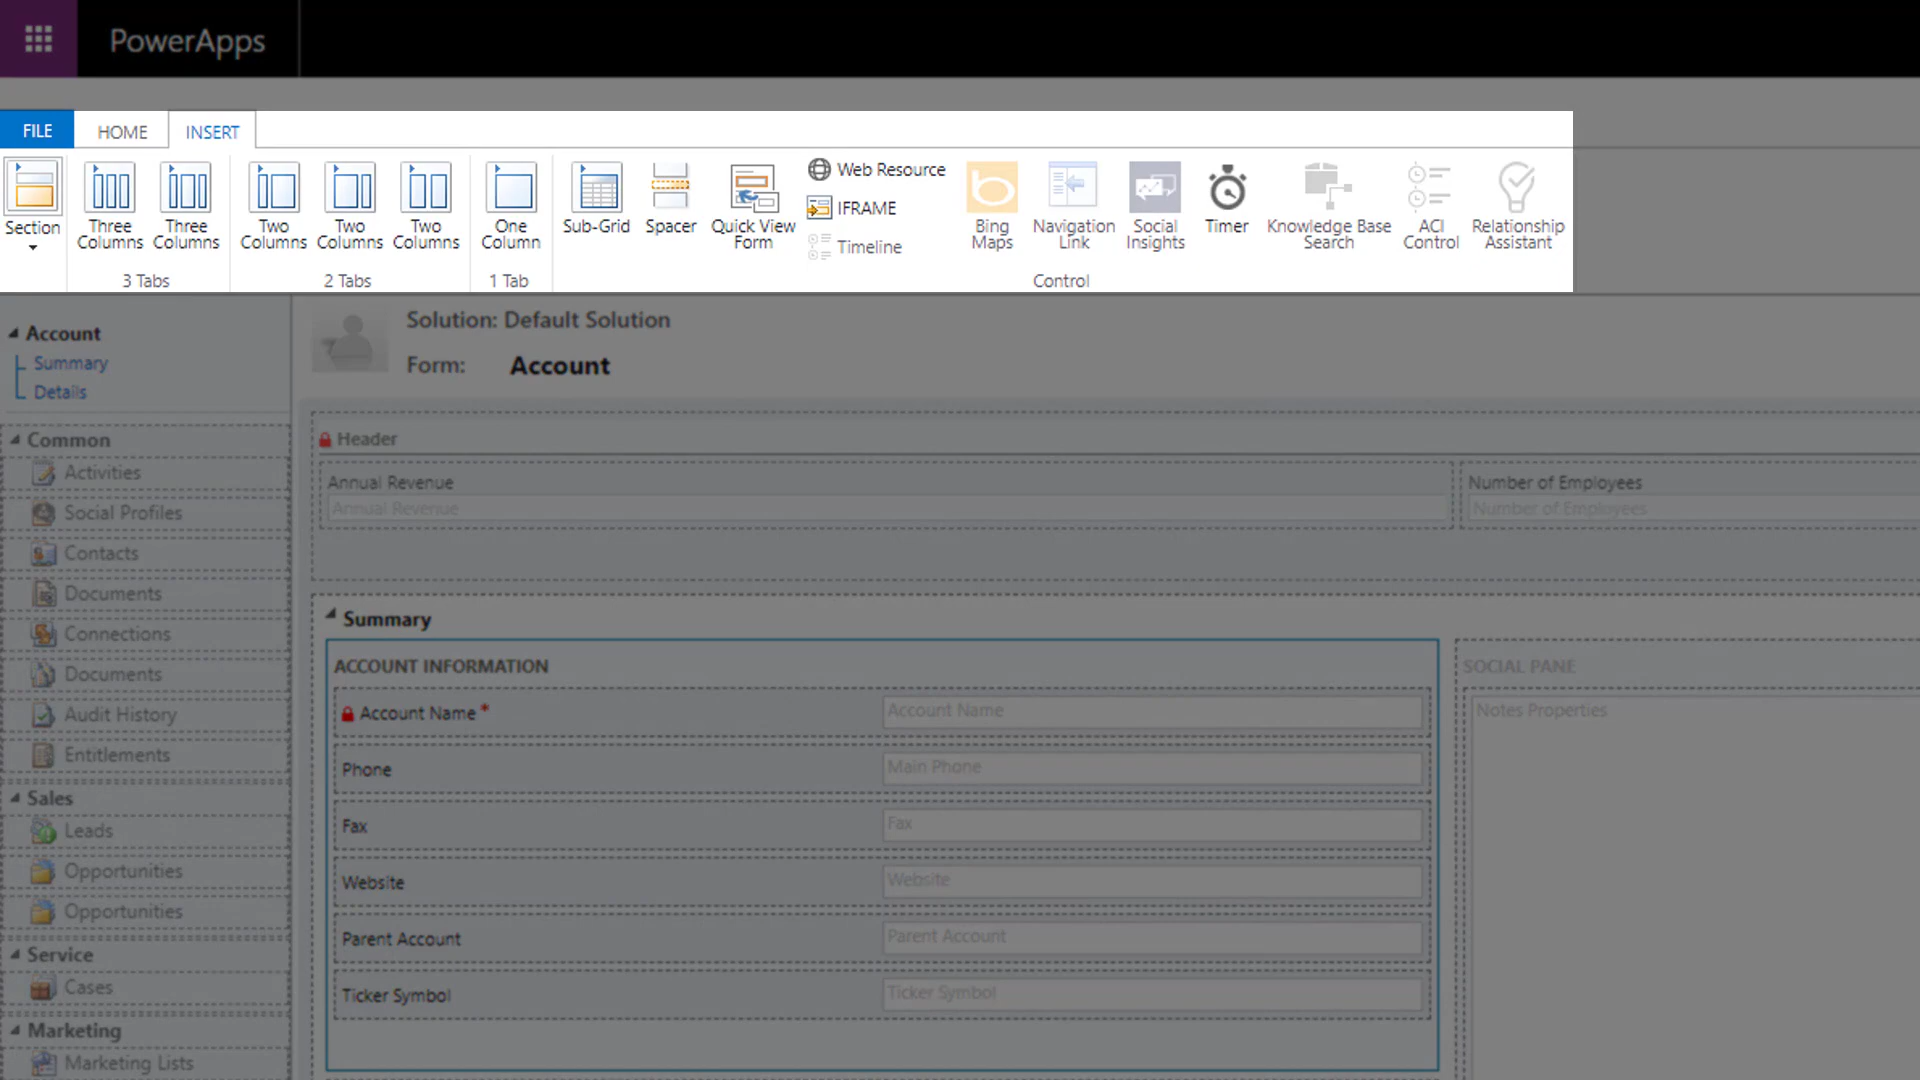 PowerApps
FILE HOME INSERT
Section
Three Columns
Three Columns
3 Tabs
Two Columns
Two Columns
Two Columns
2 Tabs
One Column
1 Tab
Sub-Grid
Spacer
Quick View Form
Web Resource
IFRAME
Timeline
Bing Maps
Navigation Link
Social Insights
Timer
Knowledge Base Search
ACI Control
Relationship Assistant
Control
Account
Summary
Details
Common
Activities
Social Profiles
Contacts
Documents
Connections
Documents
Audit History
Entitlements
Sales
Leads
Opportunities
Opportunities
Service
Cases
Marketing
Marketing Lists
Solution: Default Solution
Form: Account
Header
Annual Revenue
Annual Revenue
Number of Employees
Number of Employees
Summary
ACCOUNT INFORMATION
Account Name * Account Name
Phone Main Phone
Fax Fax
Website Website
Parent Account Parent Account
Ticker Symbol Ticker Symbol
SOCIAL PANE
Notes Properties